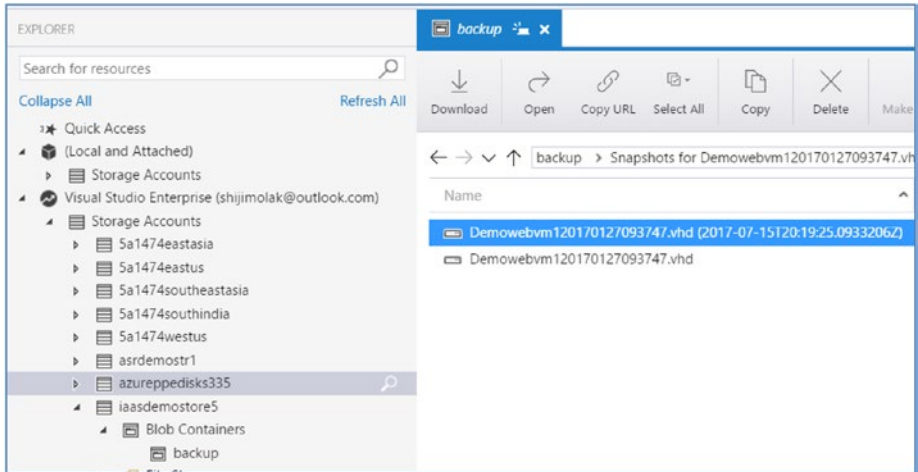 EXPLORER
Search for resources
Collapse All Refresh All
Quick Access
(Local and Attached)
Storage Accounts
Visual Studio Enterprise (shijimolak@outlook.com)
Storage Accounts
5a1474eastasia
5a1474eastus
5a1474southeastasia
5a1474southindia
5a1474westus
asrdemostr1
azureppedisks335
iaasdemostore5
Blob Containers
backup
backup
Download Open Copy URL Select All Copy Delete Make
backup > Snapshots for Demowebvm120170127093747.vh
Name
Demowebvm120170127093747.vhd (2017-07-15T20:19:25.0933206Z)
Demowebvm120170127093747.vhd